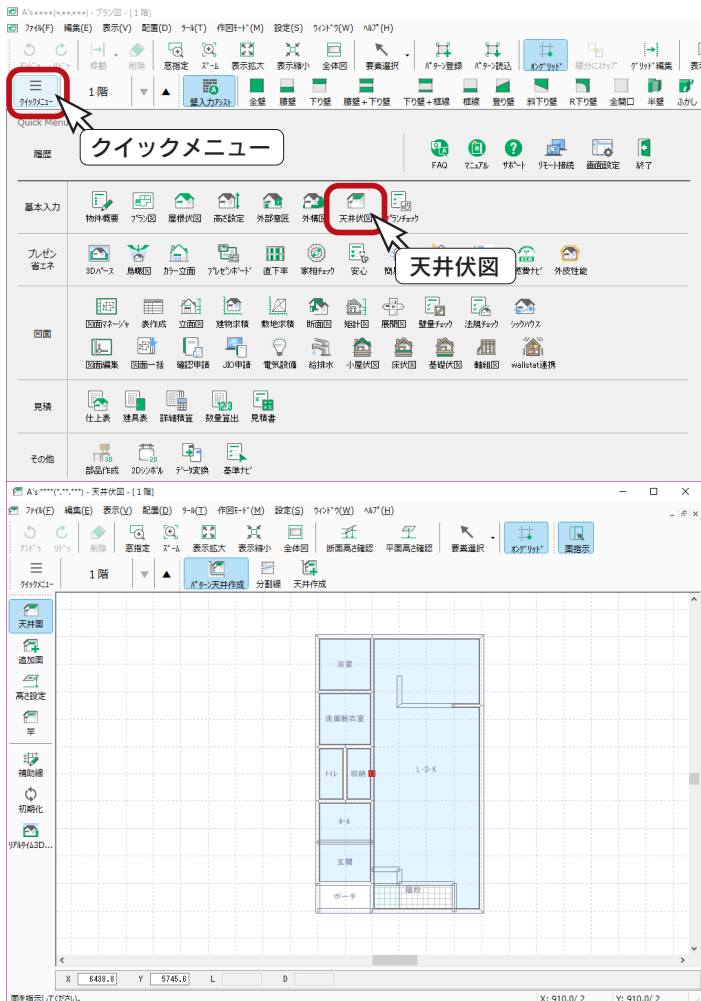 A's****(*,**,***) - プラン図 - [1 階]
ファイル(F) 編集(E) 表示(V) 配置(D) ツール(T) 作図モード(M) 設定(S) ウィンドウ(W) ヘルプ(H)
アンドゥ リドゥ 移動 削除 窓指定 ズーム 表示拡大 表示縮小 全体図 要素選択 パターン登録 パターン読込 オングリッド 線分にスナップ グリッド編集
クイックメニュー 1 階 ▼ ▲ 壁入力アシスト 全壁 腰壁 下り壁 腰壁+下り壁 下り壁+框線 框線 登り壁 斜下り壁 R下り壁 全開口 半壁 ふかし
Quick Menu
クイックメニュー
履歴 FAQ マニュアル サポート リモート接続 画面設定 終了
基本入力 物件概要 プラン図 屋根伏図 高さ設定 外部意匠 外構図 天井伏図 プランチェック
天井伏図
プレゼン
省エネ
3Dパース 鳥瞰図 カラー立面 プレゼンボード 直下率 家相チェック 安心 燃費ナビ 外皮性能
図面
図面マネージャ 表作成 立面図 建物求積 敷地求積 断面図 矩計図 展開図 壁量チェック 法規チェック シックハウス
図面編集 図面一括 確認申請 JIO申請 電気設備 給排水 小屋伏図 床伏図 基礎伏図 軸組図 wallstat連携
見積 仕上表 建具表 詳細積算 数量算出 見積書
その他 部品作成 2Dシンボル データ変換 基準ナビ
A's ****(*,**,***) - 天井伏図 - [1 階]
ファイル(F) 編集(E) 表示(V) 配置(D) ツール(T) 作図モード(M) 設定(S) ウィンドウ(W) ヘルプ(H)
アンドゥ リドゥ 削除 窓指定 ズーム 表示拡大 表示縮小 全体図 断面高さ確認 平面高さ確認 要素選択 オングリッド 面指示
クイックメニュー 1 階 ▼ ▲ パターン天井作成 分割線 天井作成
天井面
追加面
高さ設定
竿
補助線
初期化
リアルタイム3D...
浴室
洗面脱衣室
トイレ 収納 L・D・K
ホール
玄関
ポーチ 階段
X 6438.8 Y 5745.6 L D
面を指示してください。 X: 910.0/ 2 Y: 910.0/ 2